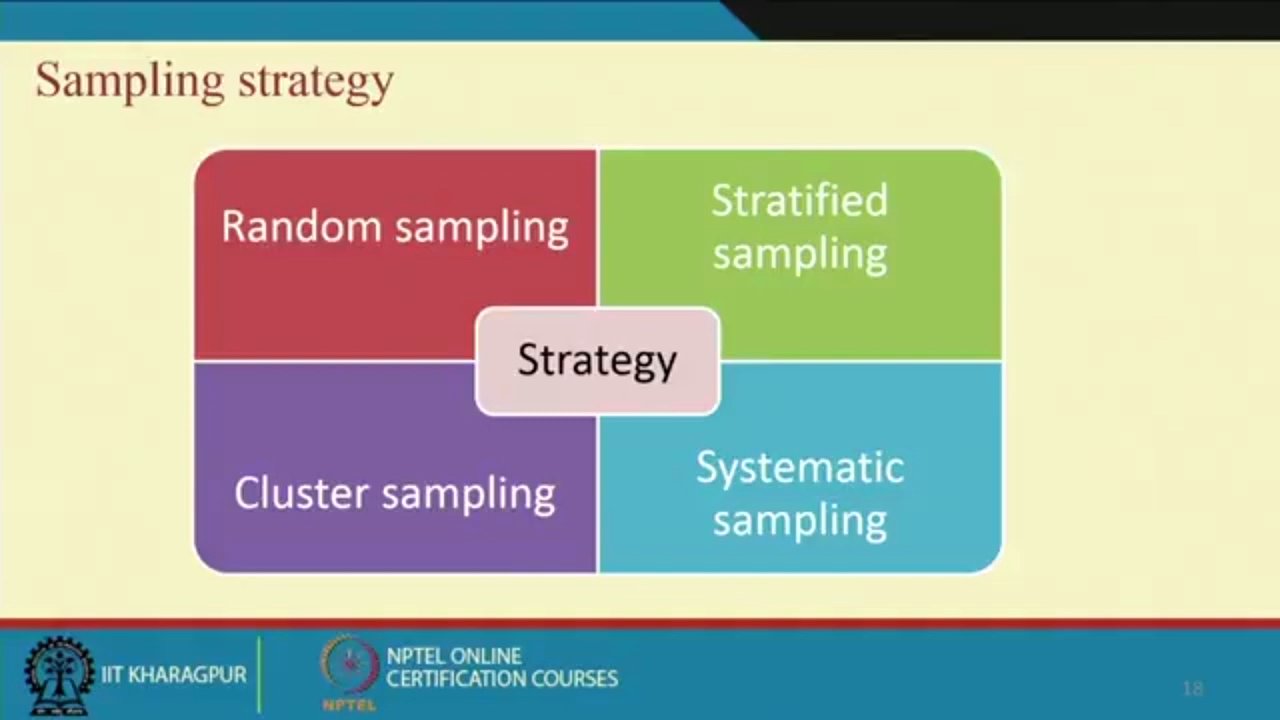 Sampling strategy
Random sampling
Stratified
sampling
Strategy
Cluster sampling
Systematic
sampling
IIT KHARAGPUR
NPTEL ONLINE
CERTIFICATION COURSES
NPTEL
18